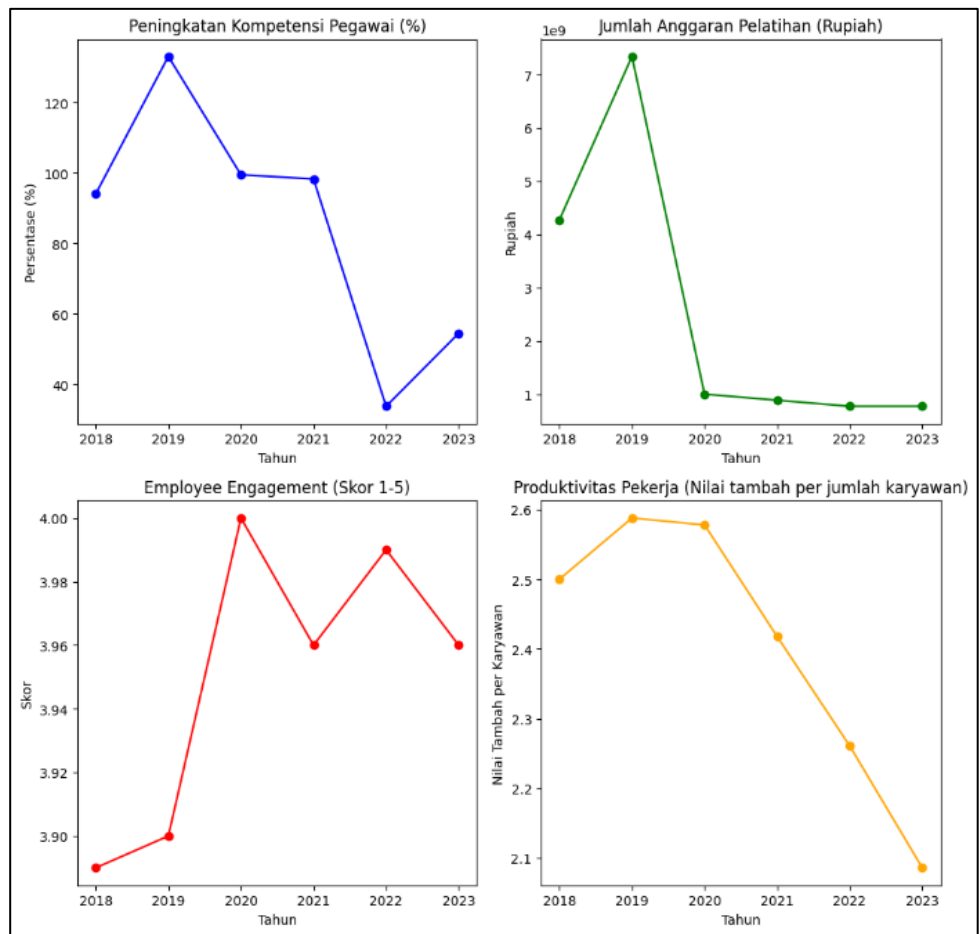 Peningkatan Kompetensi Pegawai (%)
120
100
80
60
40
Persentase (%)
2018 2019 2020 2021 2022 2023
Tahun
Jumlah Anggaran Pelatihan (Rupiah)
1e9
7
6
5
4
3
2
1
Rupiah
2018 2019 2020 2021 2022 2023
Tahun
Employee Engagement (Skor 1-5)
4.00
3.98
3.96
3.94
3.92
3.90
Skor
2018 2019 2020 2021 2022 2023
Tahun
Produktivitas Pekerja (Nilai tambah per jumlah karyawan)
2.6
2.5
2.4
2.3
2.2
2.1
Nilai Tambah per Karyawan
2018 2019 2020 2021 2022 2023
Tahun